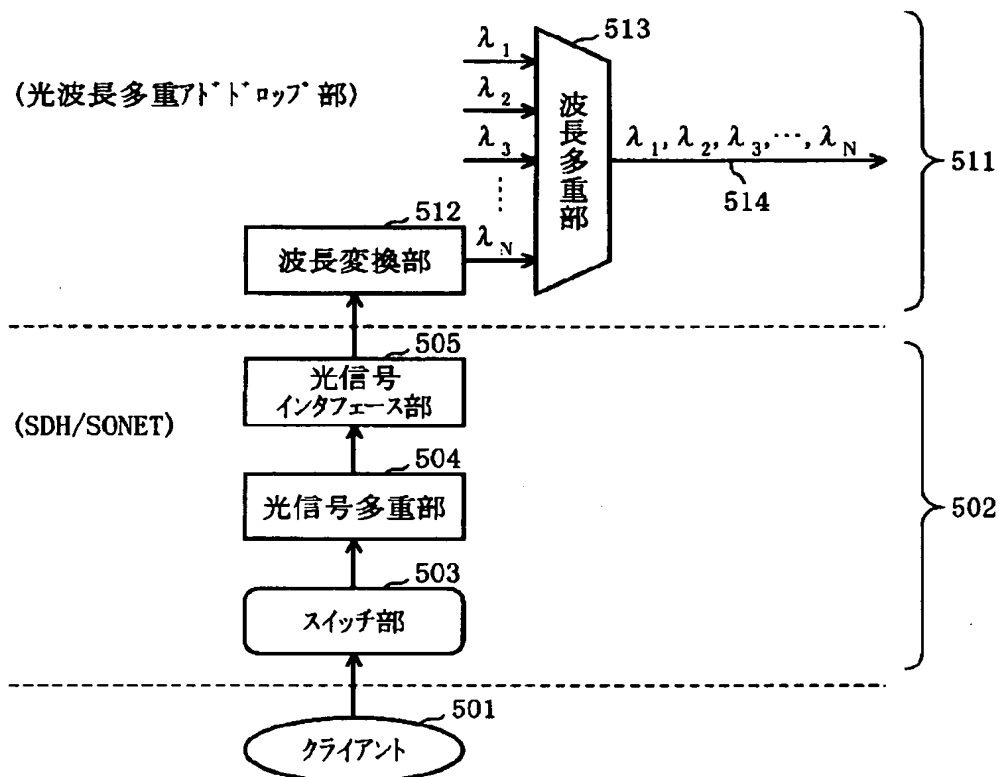 λ1
513
(光波長多重ｱﾄﾞﾄﾞﾛｯﾌﾟ部)
λ2
波長多重部
λ3
λ1, λ2, λ3, ･･･, λN
514
511
512
波長変換部
λN
505
光信号
インタフェース部
(SDH/SONET)
504
光信号多重部
502
503
スイッチ部
501
クライアント